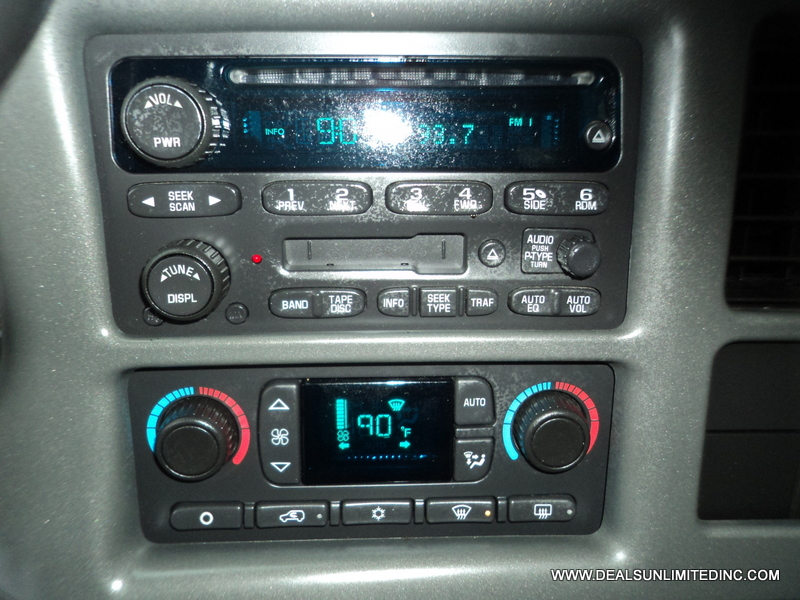 VOL
PWR
INFO
FM 1
SEEK
SCAN
1 PREV
2 NEXT
3
4 FWD
5 SIDE
6 RDM
TUNE
DISPL
AUDIO
PUSH
P-TYPE
TURN
BAND
TAPE
DISC
INFO
SEEK
TYPE
TRAF
AUTO
EQ
AUTO
VOL
90 °F
AUTO
WWW.DEALSUNLIMITEDINC.COM